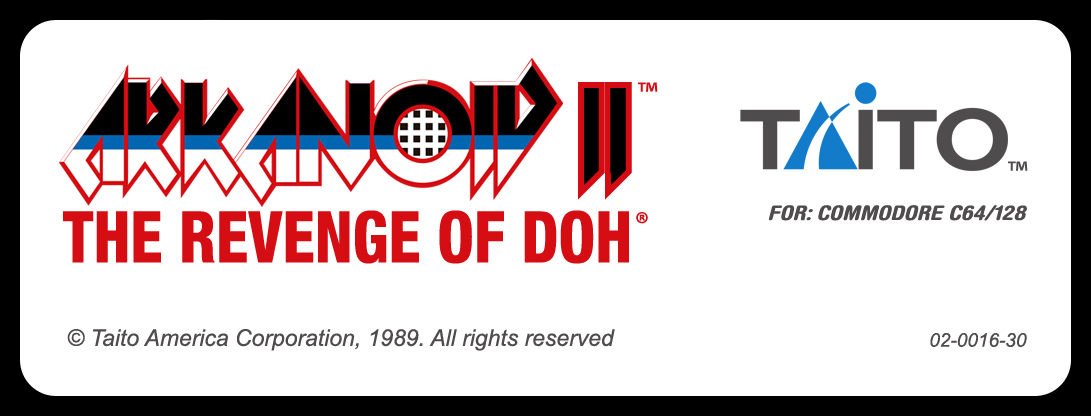 ARKANOID II™
THE REVENGE OF DOH®
TAITO™
FOR: COMMODORE C64/128
© Taito America Corporation, 1989. All rights reserved
02-0016-30